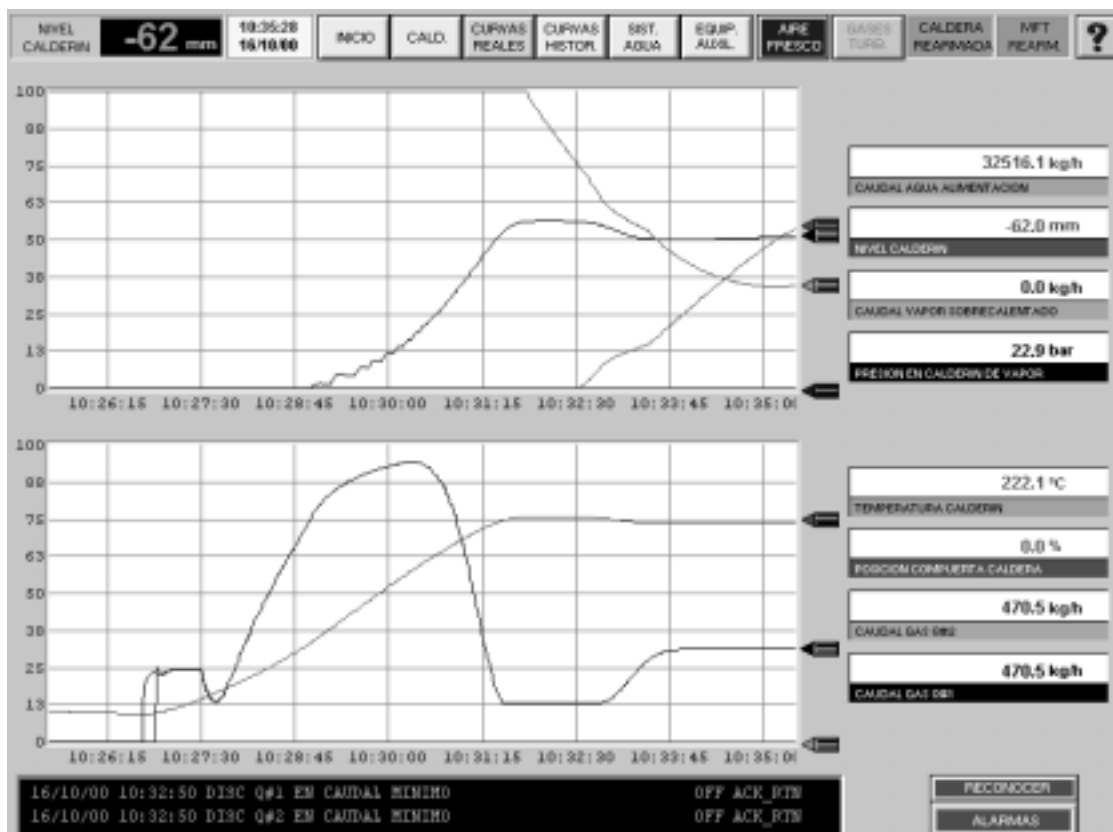 NIVEL CALDERIN
-62 mm
10:35:28
16/10/00
INICIO
CALD.
CURVAS REALES
CURVAS HISTOR.
SIST. AGUA
EQUIP. AUXIL.
AIRE FRESCO
GASES TURB.
CALDERA REARMADA
MFT REARM.
?
100
88
75
63
50
38
25
13
0
10:26:15 10:27:30 10:28:45 10:30:00 10:31:15 10:32:30 10:33:45 10:35:00
32516.1 kg/h
CAUDAL AGUA ALIMENTACION
-62.0 mm
NIVEL CALDERIN
0.0 kg/h
CAUDAL VAPOR SOBRECALENTADO
22.9 bar
PRESION EN CALDERIN DE VAPOR
100
88
75
63
50
38
25
13
0
10:26:15 10:27:30 10:28:45 10:30:00 10:31:15 10:32:30 10:33:45 10:35:00
222.1 ºC
TEMPERATURA CALDERIN
0.0 %
POSICION COMPUERTA CALDERA
470.5 kg/h
CAUDAL GAS
470.5 kg/h
CAUDAL GAS
16/10/00 10:32:50 DISC Q#1 EN CAUDAL MINIMO OFF ACK_RTN
16/10/00 10:32:50 DISC Q#2 EN CAUDAL MINIMO OFF ACK_RTN
RECONOCER
ALARMAS